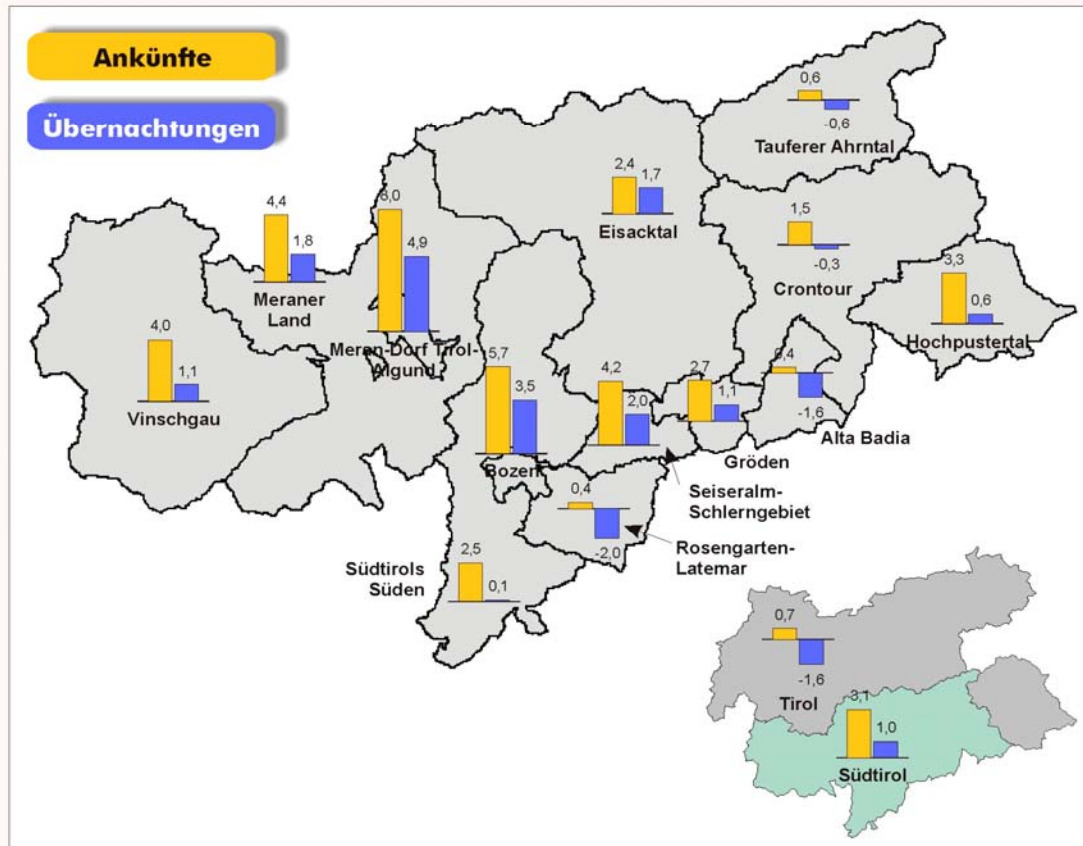 Ankünfte
Übernachtungen
0,6
-0,6
Tauferer Ahrntal
2,4
1,7
Eisacktal
1,5
-0,3
Crontour
3,3
0,6
Hochpustertal
4,4
1,8
Meraner
Land
8,0
4,9
Meran-Dorf Tirol-
Algund
4,0
1,1
Vinschgau
5,7
3,5
Bozen
4,2
2,0
2,7
1,1
0,4
-1,6
Alta Badia
Gröden
Seiseralm-
Schlerngebiet
0,4
-2,0
Rosengarten-
Latemar
Südtirols
Süden
2,5
0,1
0,7
-1,6
Tirol
3,1
1,0
Südtirol